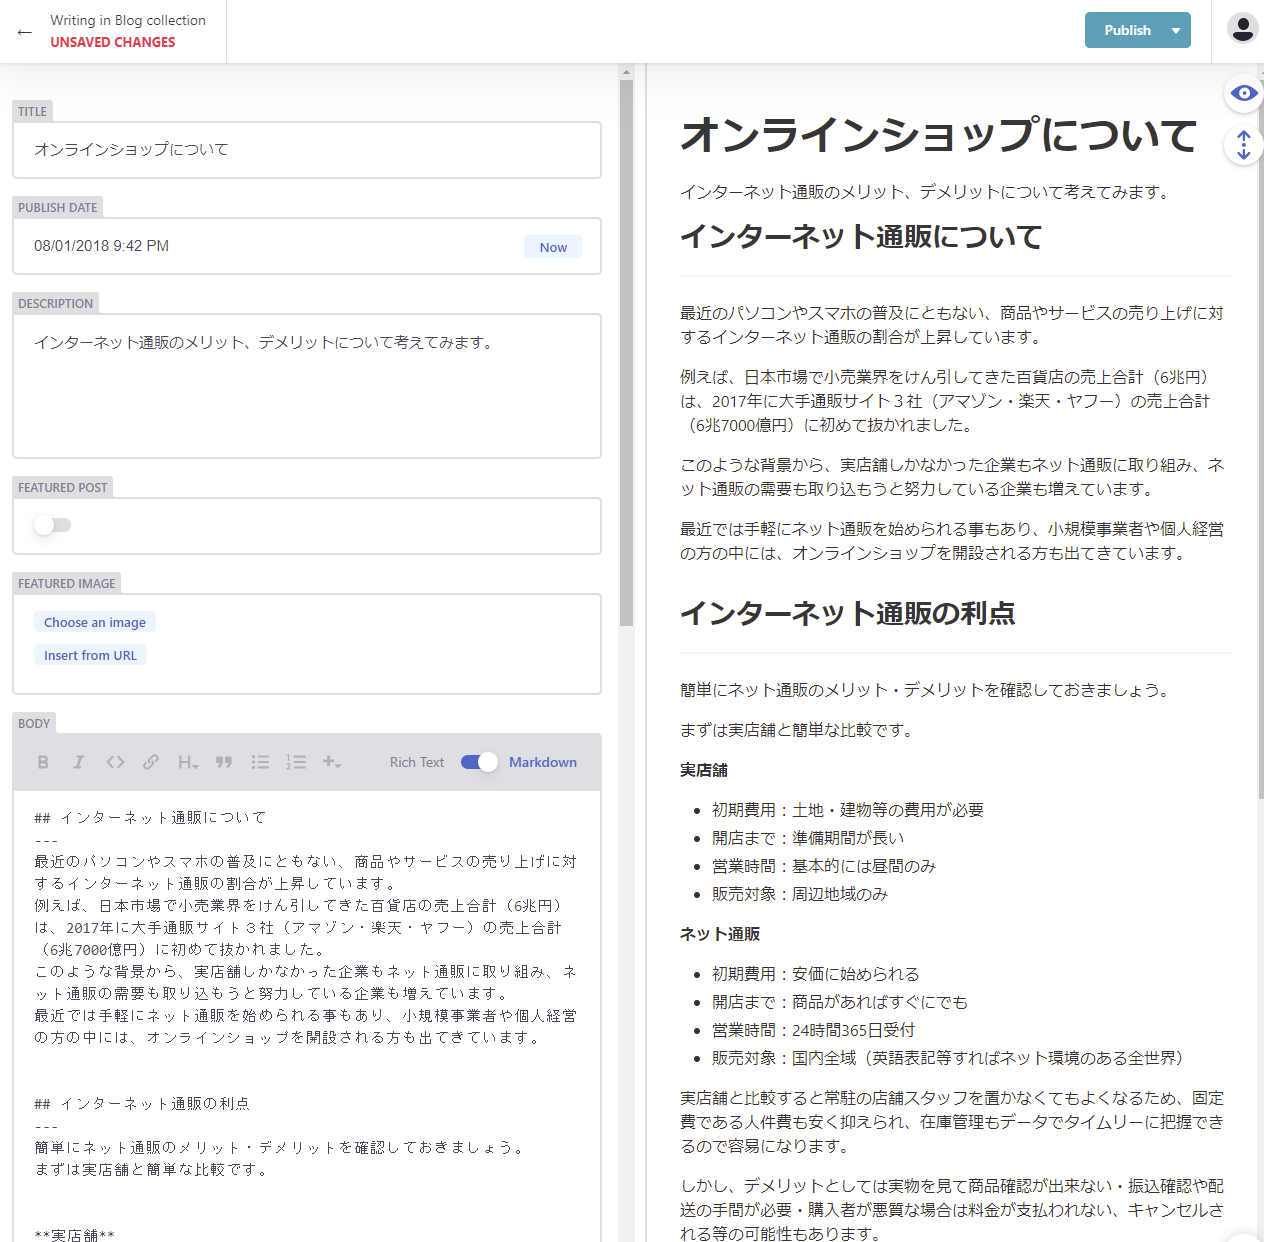 Writing in Blog collection
UNSAVED CHANGES
Publish
TITLE
オンラインショップについて
PUBLISH DATE
08/01/2018 9:42 PM
Now
DESCRIPTION
インターネット通販のメリット、デメリットについて考えてみます。
FEATURED POST
FEATURED IMAGE
Choose an image
Insert from URL
BODY
B I H Rich Text Markdown
## インターネット通販について
---
最近のパソコンやスマホの普及にともない、商品やサービスの売り上げに対
するインターネット通販の割合が上昇しています。
例えば、日本市場で小売業界をけん引してきた百貨店の売上合計（6兆円）
は、2017年に大手通販サイト３社（アマゾン・楽天・ヤフー）の売上合計
（6兆7000億円）に初めて抜かれました。
このような背景から、実店舗しかなかった企業もネット通販に取り組み、ネ
ット通販の需要も取り込もうと努力している企業も増えています。
最近では手軽にネット通販を始められる事もあり、小規模事業者や個人経営
の方の中には、オンラインショップを開設される方も出てきています。
## インターネット通販の利点
---
簡単にネット通販のメリット・デメリットを確認しておきましょう。
まずは実店舗と簡単な比較です。
**実店舗**
オンラインショップについて
インターネット通販のメリット、デメリットについて考えてみます。
インターネット通販について
最近のパソコンやスマホの普及にともない、商品やサービスの売り上げに対
するインターネット通販の割合が上昇しています。
例えば、日本市場で小売業界をけん引してきた百貨店の売上合計（6兆円）
は、2017年に大手通販サイト３社（アマゾン・楽天・ヤフー）の売上合計
（6兆7000億円）に初めて抜かれました。
このような背景から、実店舗しかなかった企業もネット通販に取り組み、ネ
ット通販の需要も取り込もうと努力している企業も増えています。
最近では手軽にネット通販を始められる事もあり、小規模事業者や個人経営
の方の中には、オンラインショップを開設される方も出てきています。
インターネット通販の利点
簡単にネット通販のメリット・デメリットを確認しておきましょう。
まずは実店舗と簡単な比較です。
実店舗
• 初期費用：土地・建物等の費用が必要
• 開店まで：準備期間が長い
• 営業時間：基本的には昼間のみ
• 販売対象：周辺地域のみ
ネット通販
• 初期費用：安価に始められる
• 開店まで：商品があればすぐにでも
• 営業時間：24時間365日受付
• 販売対象：国内全域（英語表記等すればネット環境のある全世界）
実店舗と比較すると常駐の店舗スタッフを置かなくてもよくなるため、固定
費である人件費も安く抑えられ、在庫管理もデータでタイムリーに把握でき
るので容易になります。
しかし、デメリットとしては実物を見て商品確認が出来ない・振込確認や配
送の手間が必要・購入者が悪質な場合は料金が支払われない、キャンセルさ
れる等の可能性もあります。